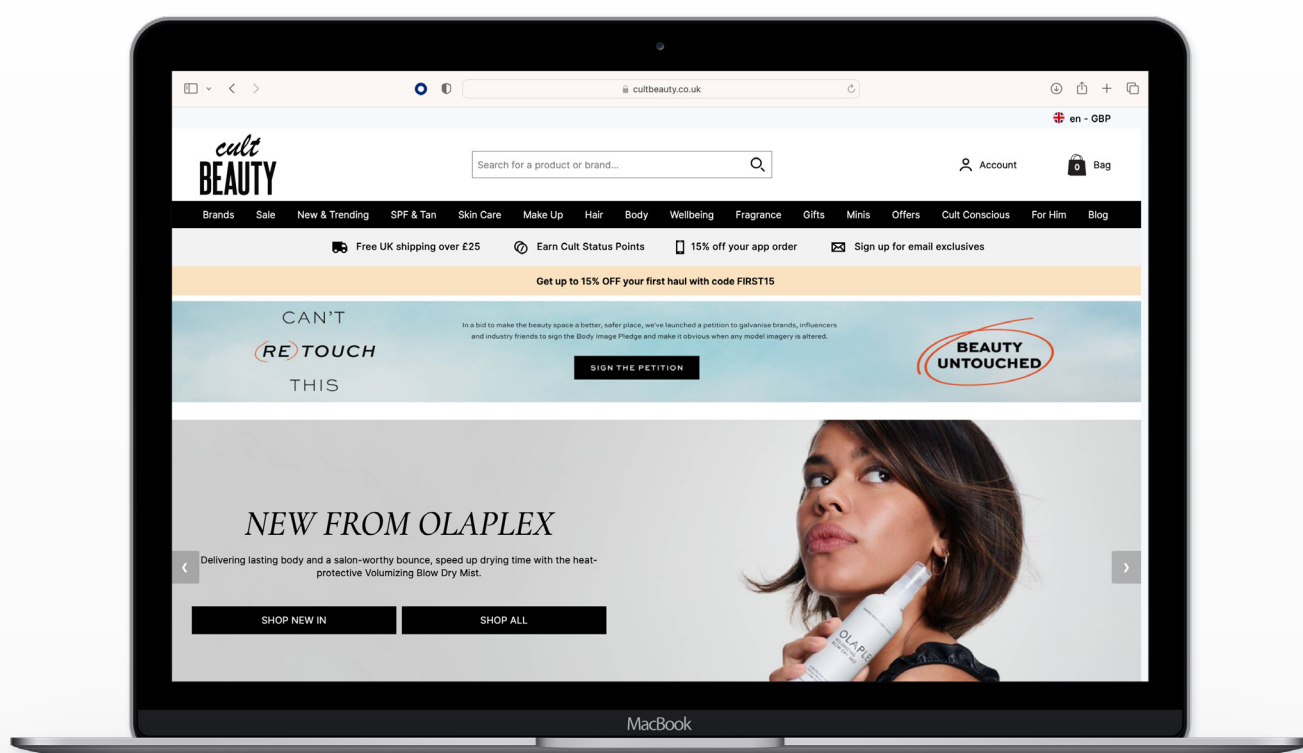 cultbeauty.co.uk
en - GBP
cult
BEAUTY
Search for a product or brand...
Account
0
Bag
Brands Sale New & Trending SPF & Tan Skin Care Make Up Hair Body Wellbeing Fragrance Gifts Minis Offers Cult Conscious For Him Blog
Free UK shipping over £25 Earn Cult Status Points 15% off your app order Sign up for email exclusives
Get up to 15% OFF your first haul with code FIRST15
CAN'T
(RE)TOUCH
THIS
In a bid to make the beauty space a better, safer place, we've launched a petition to galvanise brands, influencers
and industry friends to sign the Body Image Pledge and make it obvious when any model imagery is altered.
SIGN THE PETITION
BEAUTY
UNTOUCHED
NEW FROM OLAPLEX
Delivering lasting body and a salon-worthy bounce, speed up drying time with the heat-
protective Volumizing Blow Dry Mist.
SHOP NEW IN
SHOP ALL
OLAPLEX
VOLUMIZING
BLOW DRY MIST
MacBook